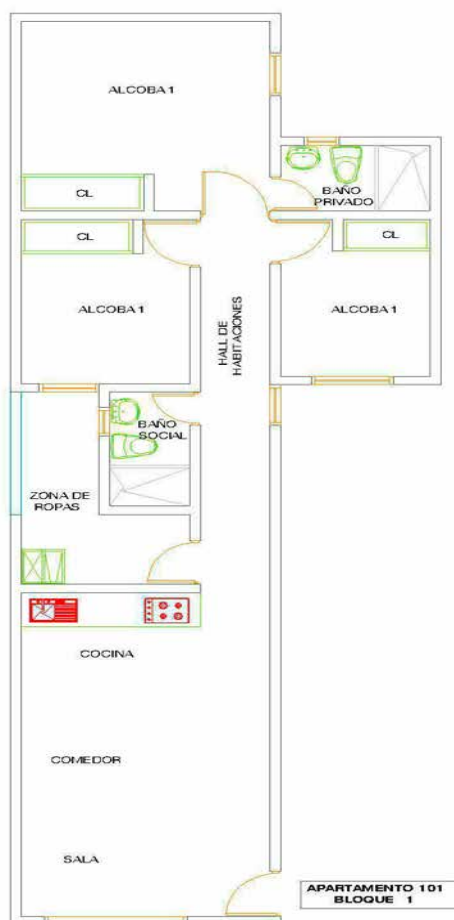 ALCOBA 1
CL
BAÑO
PRIVADO
CL
CL
ALCOBA 1
HALL DE
HABITACIONES
ALCOBA 1
BAÑO
SOCIAL
ZONA DE
ROPAS
COCINA
COMEDOR
SALA
APARTAMENTO 101
BLOQUE 1